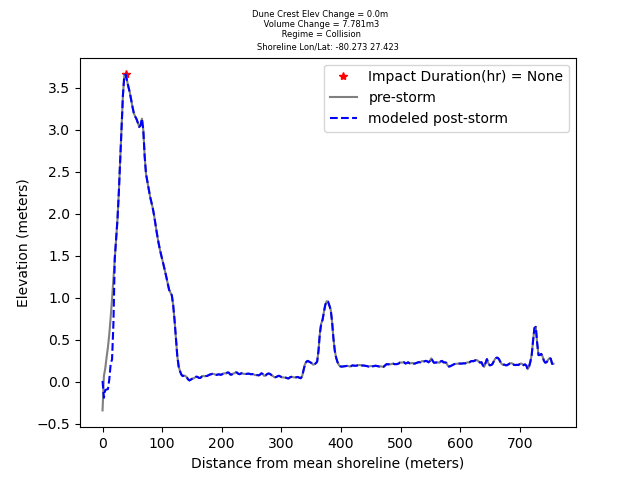 Dune Crest Elev Change = 0.0m
Volume Change = 7.781m3
Regime = Collision
Shoreline Lon/Lat: -80.273 27.423
Impact Duration(hr) = None
pre-storm
modeled post-storm
Elevation (meters)
3.5
3.0
2.5
2.0
1.5
1.0
0.5
0.0
−0.5
0 100 200 300 400 500 600 700
Distance from mean shoreline (meters)